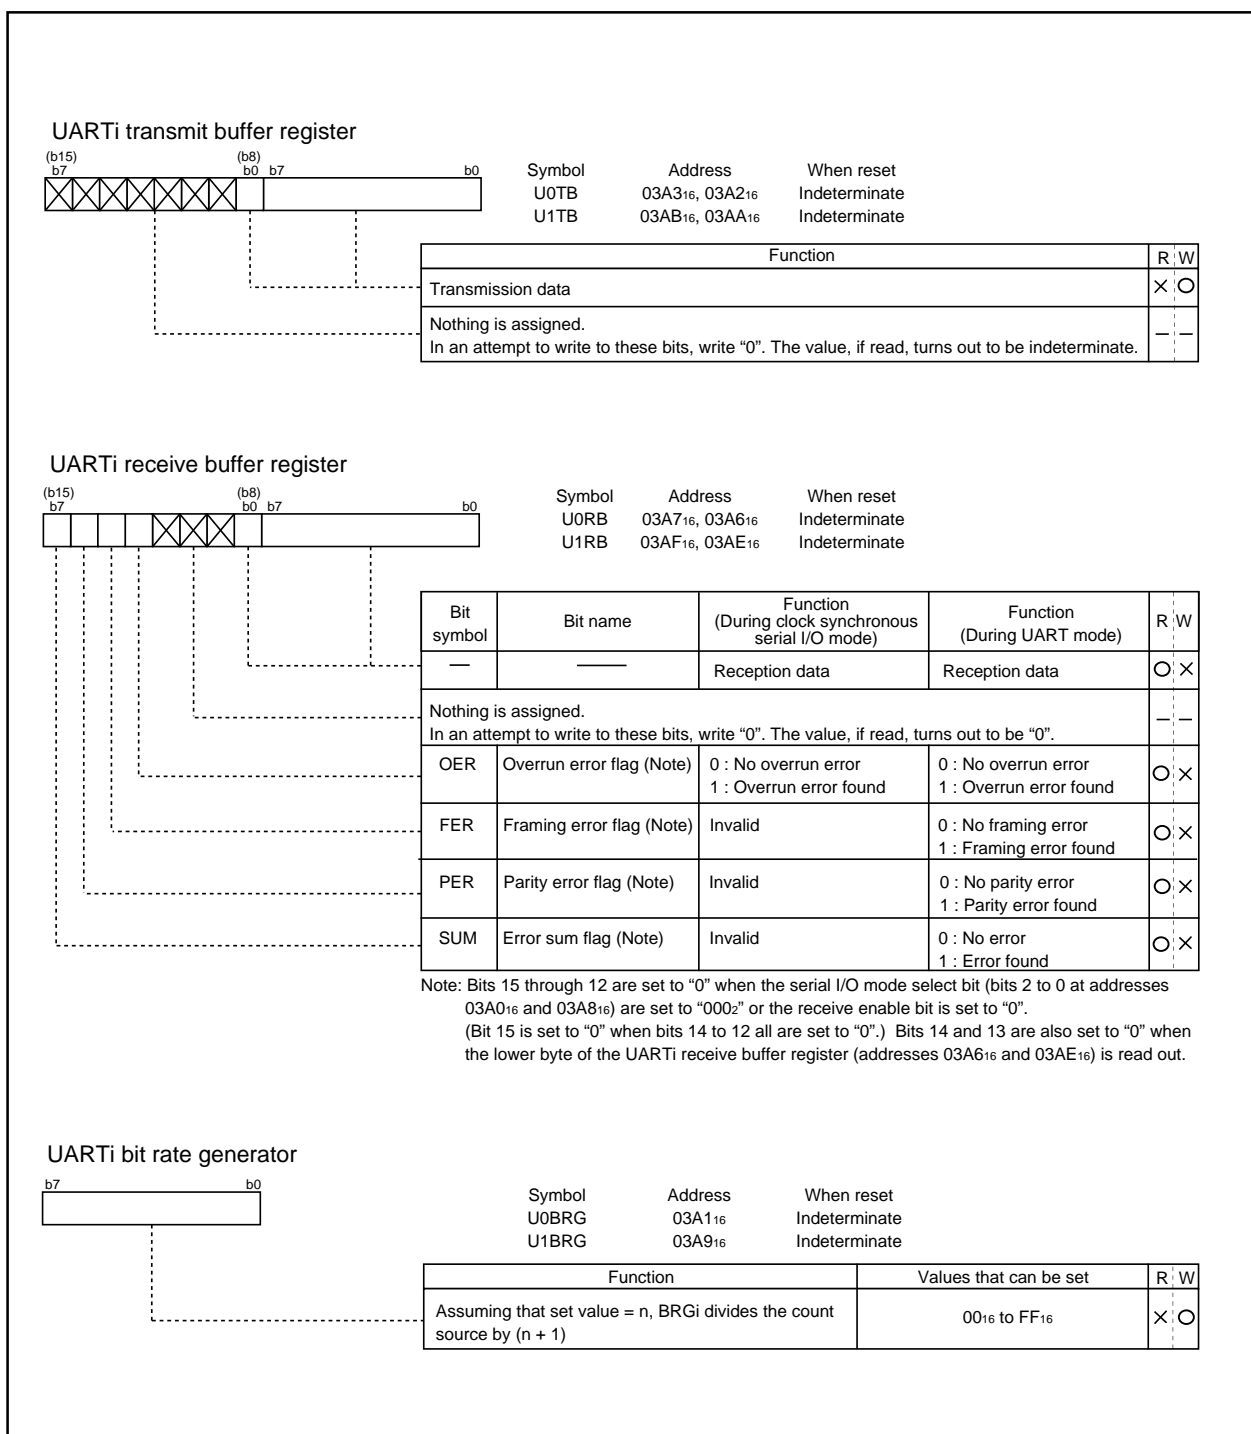 UARTi transmit buffer register
(b15) (b8)
b7 b0 b7 b0
Symbol Address When reset
U0TB 03A316, 03A216 Indeterminate
U1TB 03AB16, 03AA16 Indeterminate
Function R W
Transmission data × O
Nothing is assigned.
In an attempt to write to these bits, write “0”. The value, if read, turns out to be indeterminate. – –
UARTi receive buffer register
(b15) (b8)
b7 b0 b7 b0
Symbol Address When reset
U0RB 03A716, 03A616 Indeterminate
U1RB 03AF16, 03AE16 Indeterminate
Bit symbol Bit name Function (During clock synchronous serial I/O mode) Function (During UART mode) R W
— — Reception data Reception data O ×
Nothing is assigned.
In an attempt to write to these bits, write “0”. The value, if read, turns out to be “0”. – –
OER Overrun error flag (Note) 0 : No overrun error 0 : No overrun error O ×
1 : Overrun error found 1 : Overrun error found
FER Framing error flag (Note) Invalid 0 : No framing error O ×
1 : Framing error found
PER Parity error flag (Note) Invalid 0 : No parity error O ×
1 : Parity error found
SUM Error sum flag (Note) Invalid 0 : No error O ×
1 : Error found
Note: Bits 15 through 12 are set to “0” when the serial I/O mode select bit (bits 2 to 0 at addresses
03A016 and 03A816) are set to “0002” or the receive enable bit is set to “0”.
(Bit 15 is set to “0” when bits 14 to 12 all are set to “0”.) Bits 14 and 13 are also set to “0” when
the lower byte of the UARTi receive buffer register (addresses 03A616 and 03AE16) is read out.
UARTi bit rate generator
b7 b0
Symbol Address When reset
U0BRG 03A116 Indeterminate
U1BRG 03A916 Indeterminate
Function Values that can be set R W
Assuming that set value = n, BRGi divides the count
source by (n + 1) 0016 to FF16 × O